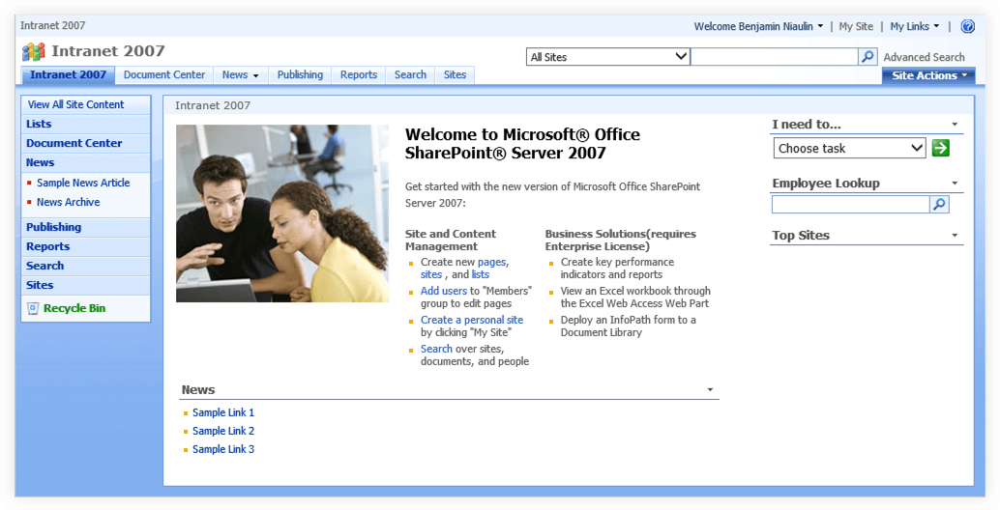 Intranet 2007
Welcome Benjamin Niaulin | My Site | My Links |
Intranet 2007
All Sites
Advanced Search
Intranet 2007 Document Center News Publishing Reports Search Sites
Site Actions
View All Site Content
Lists
Document Center
News
Sample News Article
News Archive
Publishing
Reports
Search
Sites
Recycle Bin
Intranet 2007
Welcome to Microsoft® Office
SharePoint® Server 2007
Get started with the new version of Microsoft Office SharePoint
Server 2007:
Site and Content
Management
Create new pages,
sites , and lists
Add users to "Members"
group to edit pages
Create a personal site
by clicking "My Site"
Search over sites,
documents, and people
Business Solutions(requires
Enterprise License)
Create key performance
indicators and reports
View an Excel workbook through
the Excel Web Access Web Part
Deploy an InfoPath form to a
Document Library
I need to...
Choose task
Employee Lookup
Top Sites
News
Sample Link 1
Sample Link 2
Sample Link 3